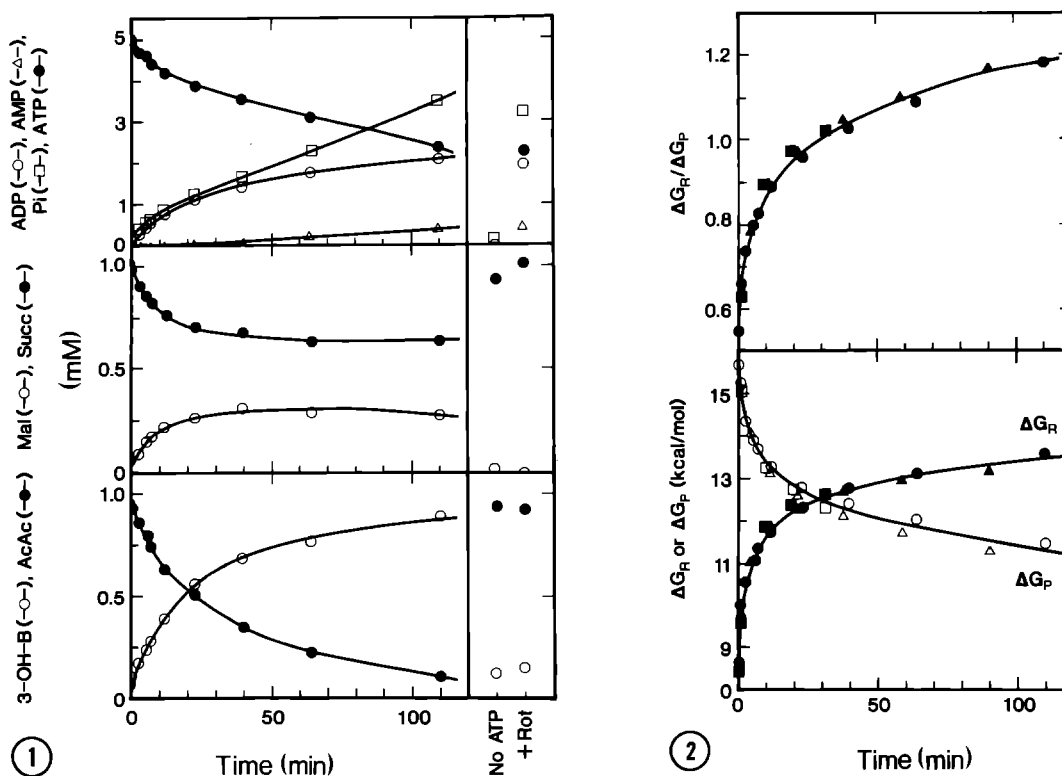 ADP (-○-), AMP (-△-),
Pi (-□-), ATP (-●-)
5
3
1
0
Mal (-○-), Succ (-●-)
(mM)
1.0
0.5
0
3-OH-B (-○-), AcAc (-●-)
1.0
0.5
0
0
50
100
No ATP
+ Rot
Time (min)
1
ΔG_R/ΔG_P
1.2
1.0
0.8
0.6
ΔG_R or ΔG_P (kcal/mol)
15
13
11
9
0
ΔG_R
ΔG_P
0
50
100
Time (min)
2